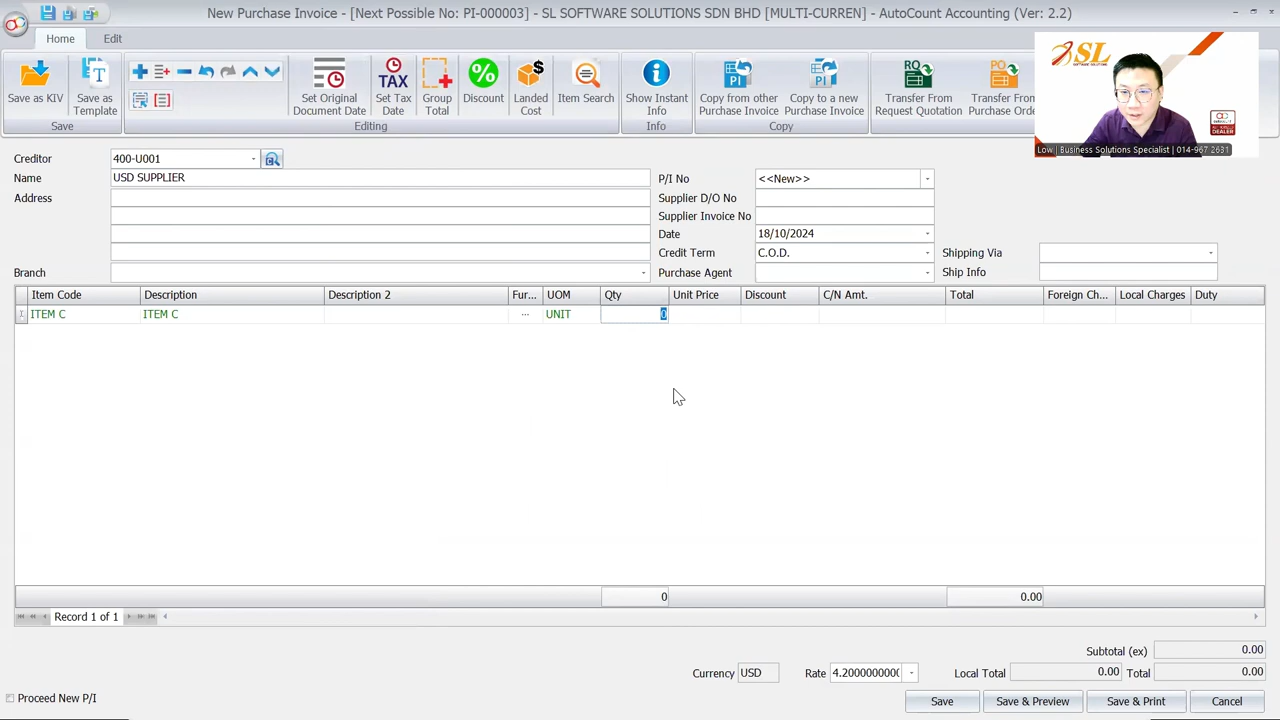 New Purchase Invoice - [Next Possible No: PI-000003] - SL SOFTWARE SOLUTIONS SDN BHD [MULTI-CURREN] - AutoCount Accounting (Ver: 2.2)
Home Edit
Save as KIV
Save as Template
Set Original Document Date
Set Tax Date
Group Total
Discount
Landed Cost
Item Search
Show Instant Info
Copy from other Purchase Invoice
Copy to a new Purchase Invoice
Transfer From Request Quotation
Transfer From Purchase Orde
Save Editing Info Copy
SL
SOFTWARE SOLUTIONS
DEALER
Low | Business Solutions Specialist | 014-967 2631
Creditor 400-U001
Name USD SUPPLIER
Address
Branch
P/I No <<New>>
Supplier D/O No
Supplier Invoice No
Date 18/10/2024
Credit Term C.O.D. Shipping Via
Purchase Agent Ship Info
Item Code Description Description 2 Fur... UOM Qty Unit Price Discount C/N Amt. Total Foreign Ch... Local Charges Duty
ITEM C ITEM C ... UNIT 0
0 0.00
Record 1 of 1
Subtotal (ex) 0.00
Currency USD Rate 4.2000000000 Local Total 0.00 Total 0.00
Proceed New P/I
Save Save & Preview Save & Print Cancel